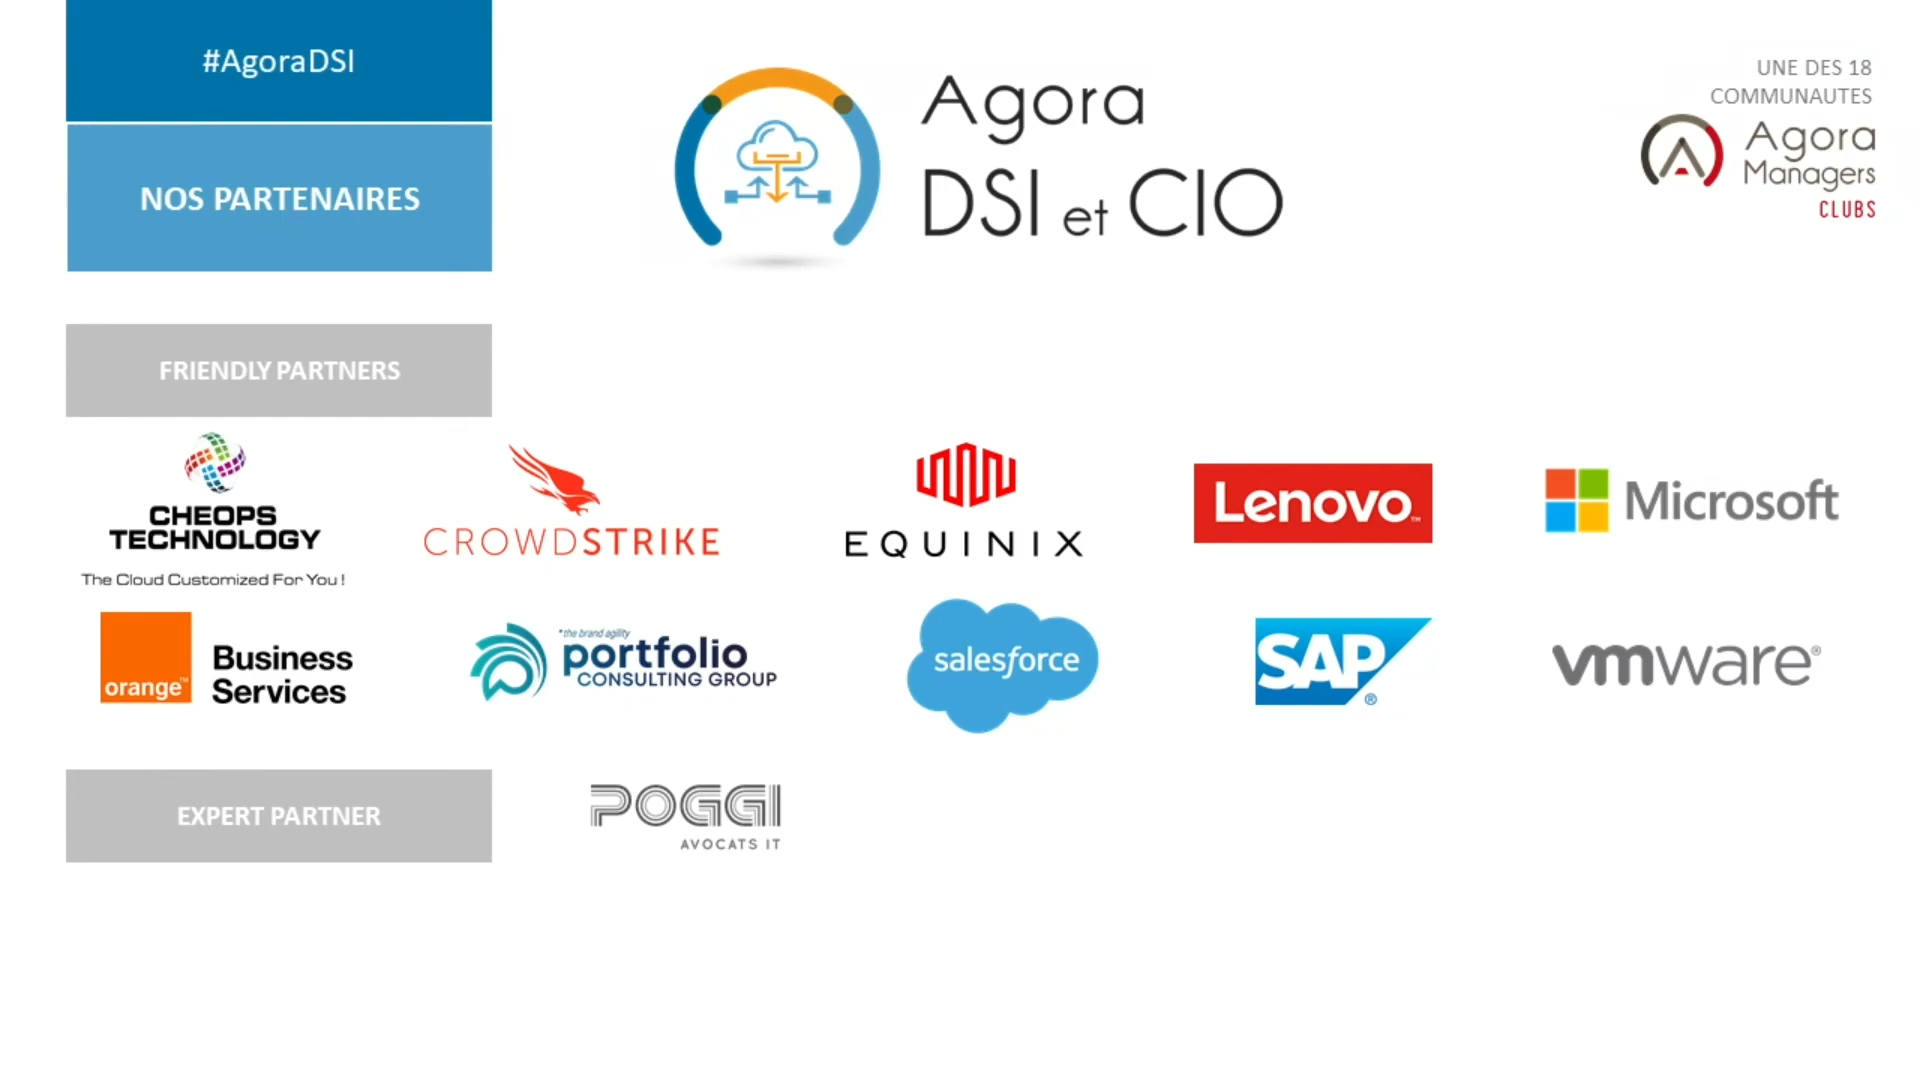 #AgoraDSI
NOS PARTENAIRES
Agora
DSI et CIO
UNE DES 18
COMMUNAUTES
Agora
Managers
CLUBS
FRIENDLY PARTNERS
CHEOPS
TECHNOLOGY
The Cloud Customized For You !
CROWDSTRIKE
EQUINIX
Lenovo™
Microsoft
orange™
Business
Services
*the brand agility
portfolio
CONSULTING GROUP
salesforce
SAP®
vmware®
EXPERT PARTNER
POGGI
AVOCATS IT